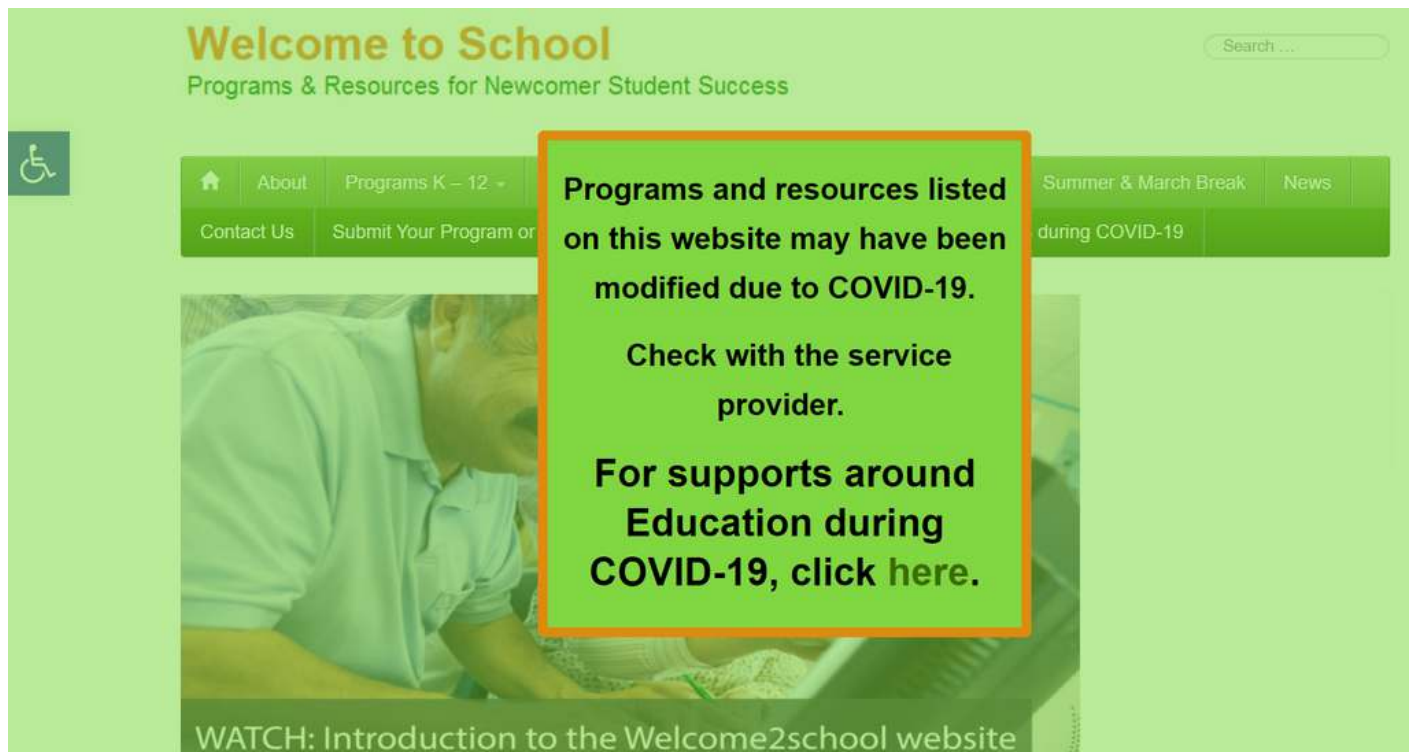 Welcome to School
Search ...
Programs & Resources for Newcomer Student Success
About Programs K – 12 Summer & March Break News
Contact Us Submit Your Program or during COVID-19
Programs and resources listed
on this website may have been
modified due to COVID-19.
Check with the service
provider.
For supports around
Education during
COVID-19, click here.
WATCH: Introduction to the Welcome2school website